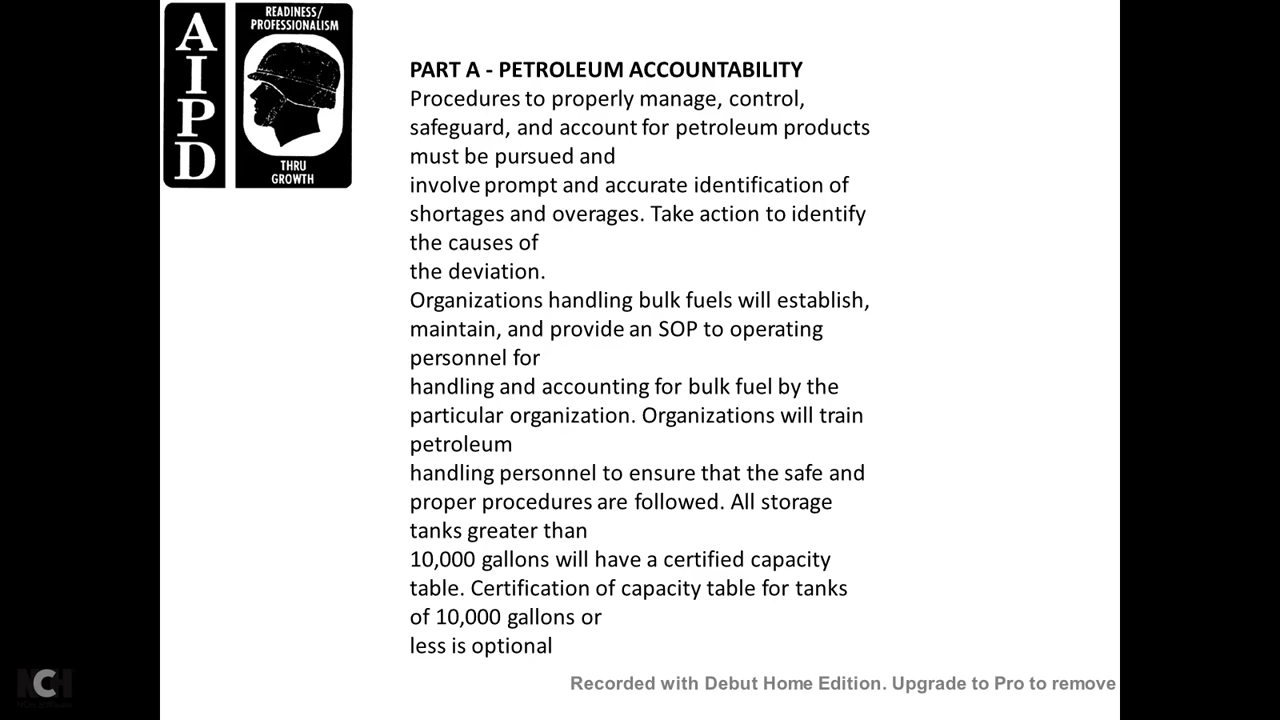 AIPD
READINESS/
PROFESSIONALISM
THRU
GROWTH
PART A - PETROLEUM ACCOUNTABILITY
Procedures to properly manage, control,
safeguard, and account for petroleum products
must be pursued and
involve prompt and accurate identification of
shortages and overages. Take action to identify
the causes of
the deviation.
Organizations handling bulk fuels will establish,
maintain, and provide an SOP to operating
personnel for
handling and accounting for bulk fuel by the
particular organization. Organizations will train
petroleum
handling personnel to ensure that the safe and
proper procedures are followed. All storage
tanks greater than
10,000 gallons will have a certified capacity
table. Certification of capacity table for tanks
of 10,000 gallons or
less is optional
NCH
Recorded with Debut Home Edition. Upgrade to Pro to remove